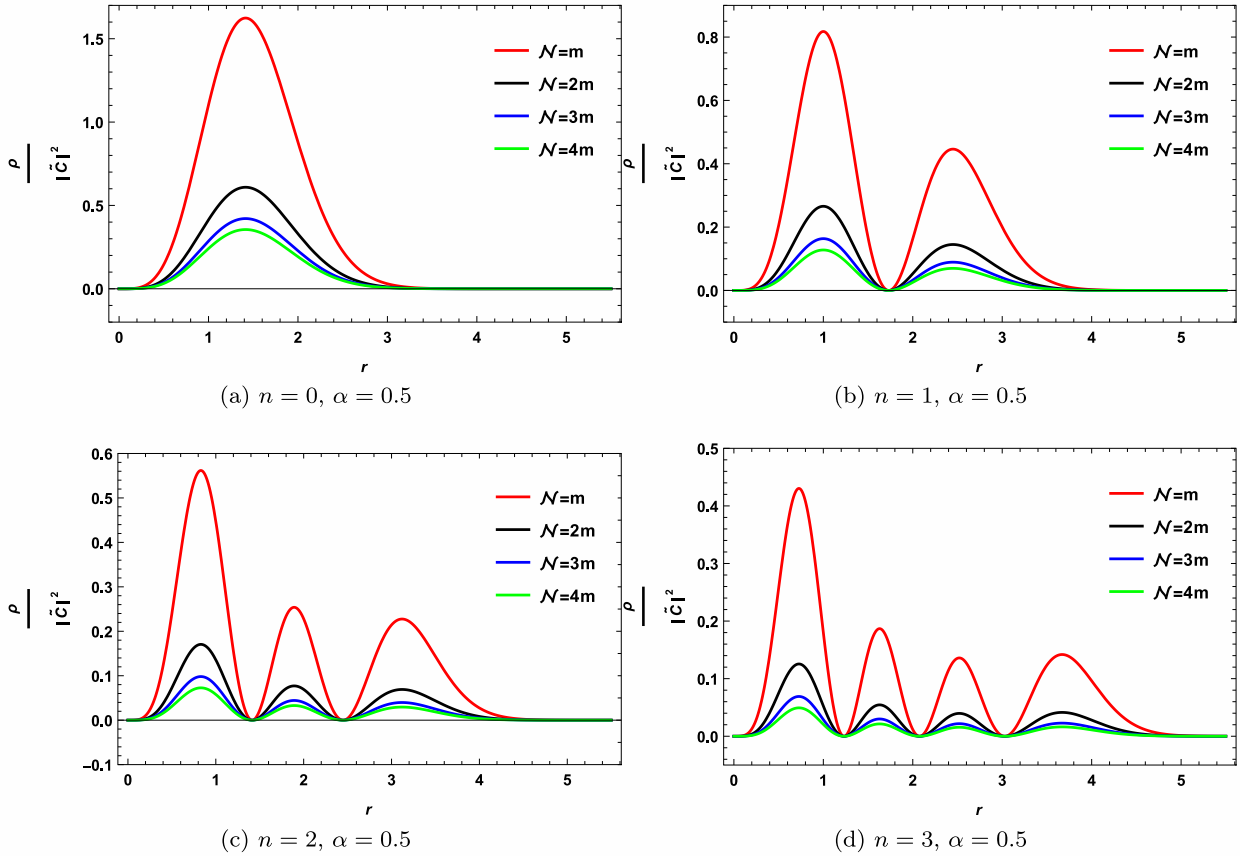 1.5
1.0
0.5
0.0
ρ
|C̃|²
𝒩=m
𝒩=2m
𝒩=3m
𝒩=4m
0 1 2 3 4 5
r
(a) n = 0, α = 0.5
0.8
0.6
0.4
0.2
0.0
ρ
|C̃|²
𝒩=m
𝒩=2m
𝒩=3m
𝒩=4m
0 1 2 3 4 5
r
(b) n = 1, α = 0.5
0.6
0.5
0.4
0.3
0.2
0.1
0.0
−0.1
ρ
|C̃|²
𝒩=m
𝒩=2m
𝒩=3m
𝒩=4m
0 1 2 3 4 5
r
(c) n = 2, α = 0.5
0.5
0.4
0.3
0.2
0.1
0.0
ρ
|C̃|²
𝒩=m
𝒩=2m
𝒩=3m
𝒩=4m
0 1 2 3 4 5
r
(d) n = 3, α = 0.5